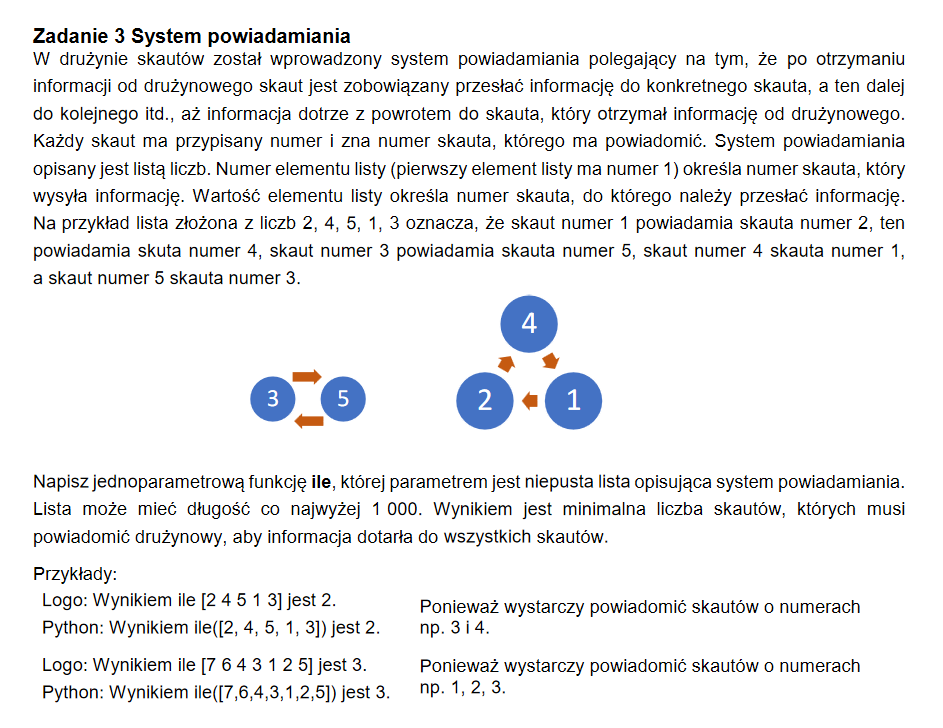 Zadanie 3 System powiadamiania
W drużynie skautów został wprowadzony system powiadamiania polegający na tym, że po otrzymaniu
informacji od drużynowego skaut jest zobowiązany przesłać informację do konkretnego skauta, a ten dalej
do kolejnego itd., aż informacja dotrze z powrotem do skauta, który otrzymał informację od drużynowego.
Każdy skaut ma przypisany numer i zna numer skauta, którego ma powiadomić. System powiadamiania
opisany jest listą liczb. Numer elementu listy (pierwszy element listy ma numer 1) określa numer skauta, który
wysyła informację. Wartość elementu listy określa numer skauta, do którego należy przesłać informację.
Na przykład lista złożona z liczb 2, 4, 5, 1, 3 oznacza, że skaut numer 1 powiadamia skauta numer 2, ten
powiadamia skuta numer 4, skaut numer 3 powiadamia skauta numer 5, skaut numer 4 skauta numer 1,
a skaut numer 5 skauta numer 3.
4
3 5 2 1
Napisz jednoparametrową funkcję ile, której parametrem jest niepusta lista opisująca system powiadamiania.
Lista może mieć długość co najwyżej 1 000. Wynikiem jest minimalna liczba skautów, których musi
powiadomić drużynowy, aby informacja dotarła do wszystkich skautów.
Przykłady:
Logo: Wynikiem ile [2 4 5 1 3] jest 2.
Python: Wynikiem ile([2, 4, 5, 1, 3]) jest 2.
Ponieważ wystarczy powiadomić skautów o numerach
np. 3 i 4.
Logo: Wynikiem ile [7 6 4 3 1 2 5] jest 3.
Python: Wynikiem ile([7,6,4,3,1,2,5]) jest 3.
Ponieważ wystarczy powiadomić skautów o numerach
np. 1, 2, 3.